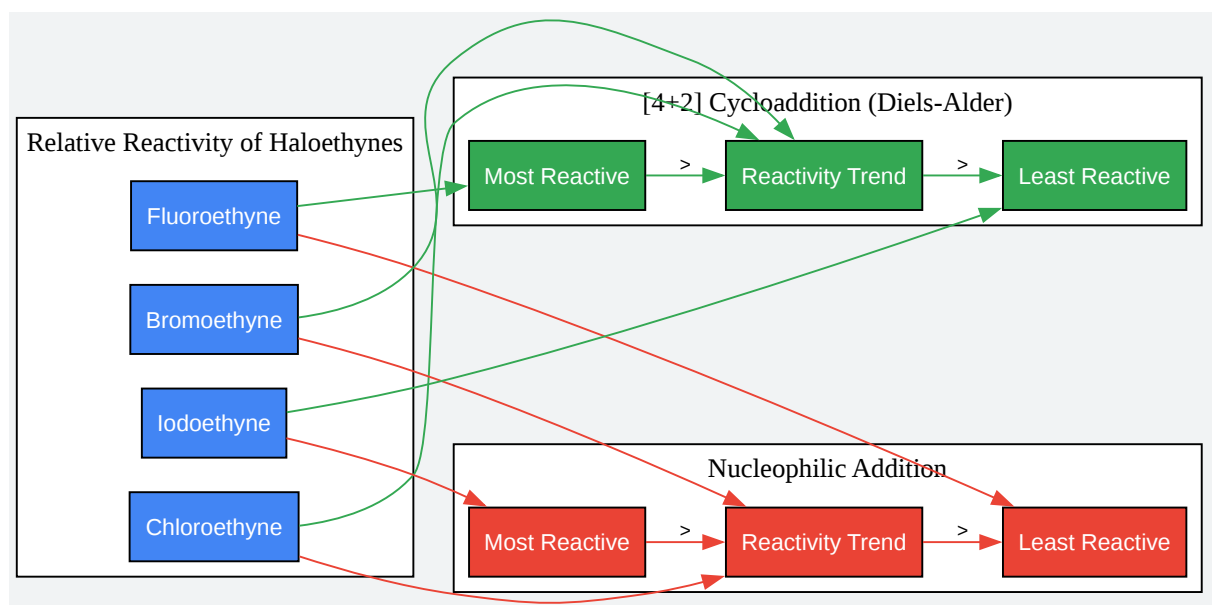 Relative Reactivity of Haloethynes
Fluoroethyne
Bromoethyne
Iodoethyne
Chloroethyne
[4+2] Cycloaddition (Diels-Alder)
Most Reactive
>
Reactivity Trend
>
Least Reactive
Nucleophilic Addition
Most Reactive
>
Reactivity Trend
>
Least Reactive